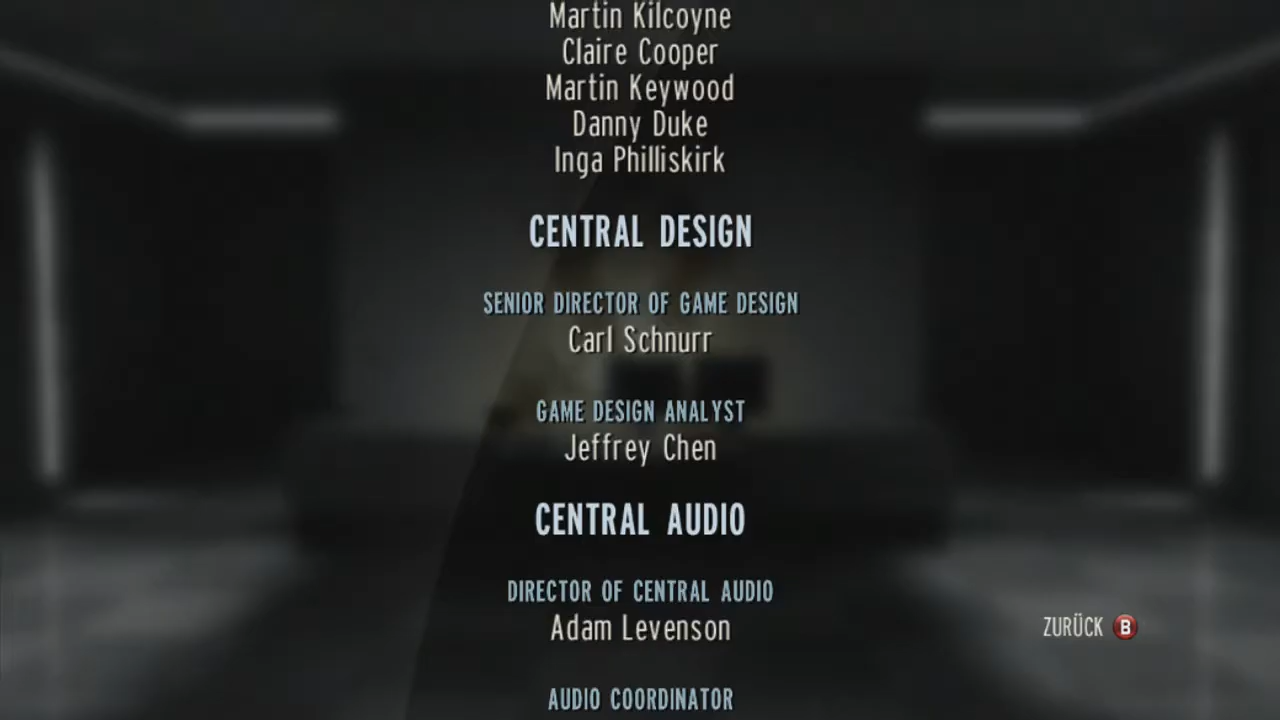 Martin Kilcoyne
Claire Cooper
Martin Keywood
Danny Duke
Inga Philliskirk
CENTRAL DESIGN
SENIOR DIRECTOR OF GAME DESIGN
Carl Schnurr
GAME DESIGN ANALYST
Jeffrey Chen
CENTRAL AUDIO
DIRECTOR OF CENTRAL AUDIO
Adam Levenson
ZURÜCK B
AUDIO COORDINATOR